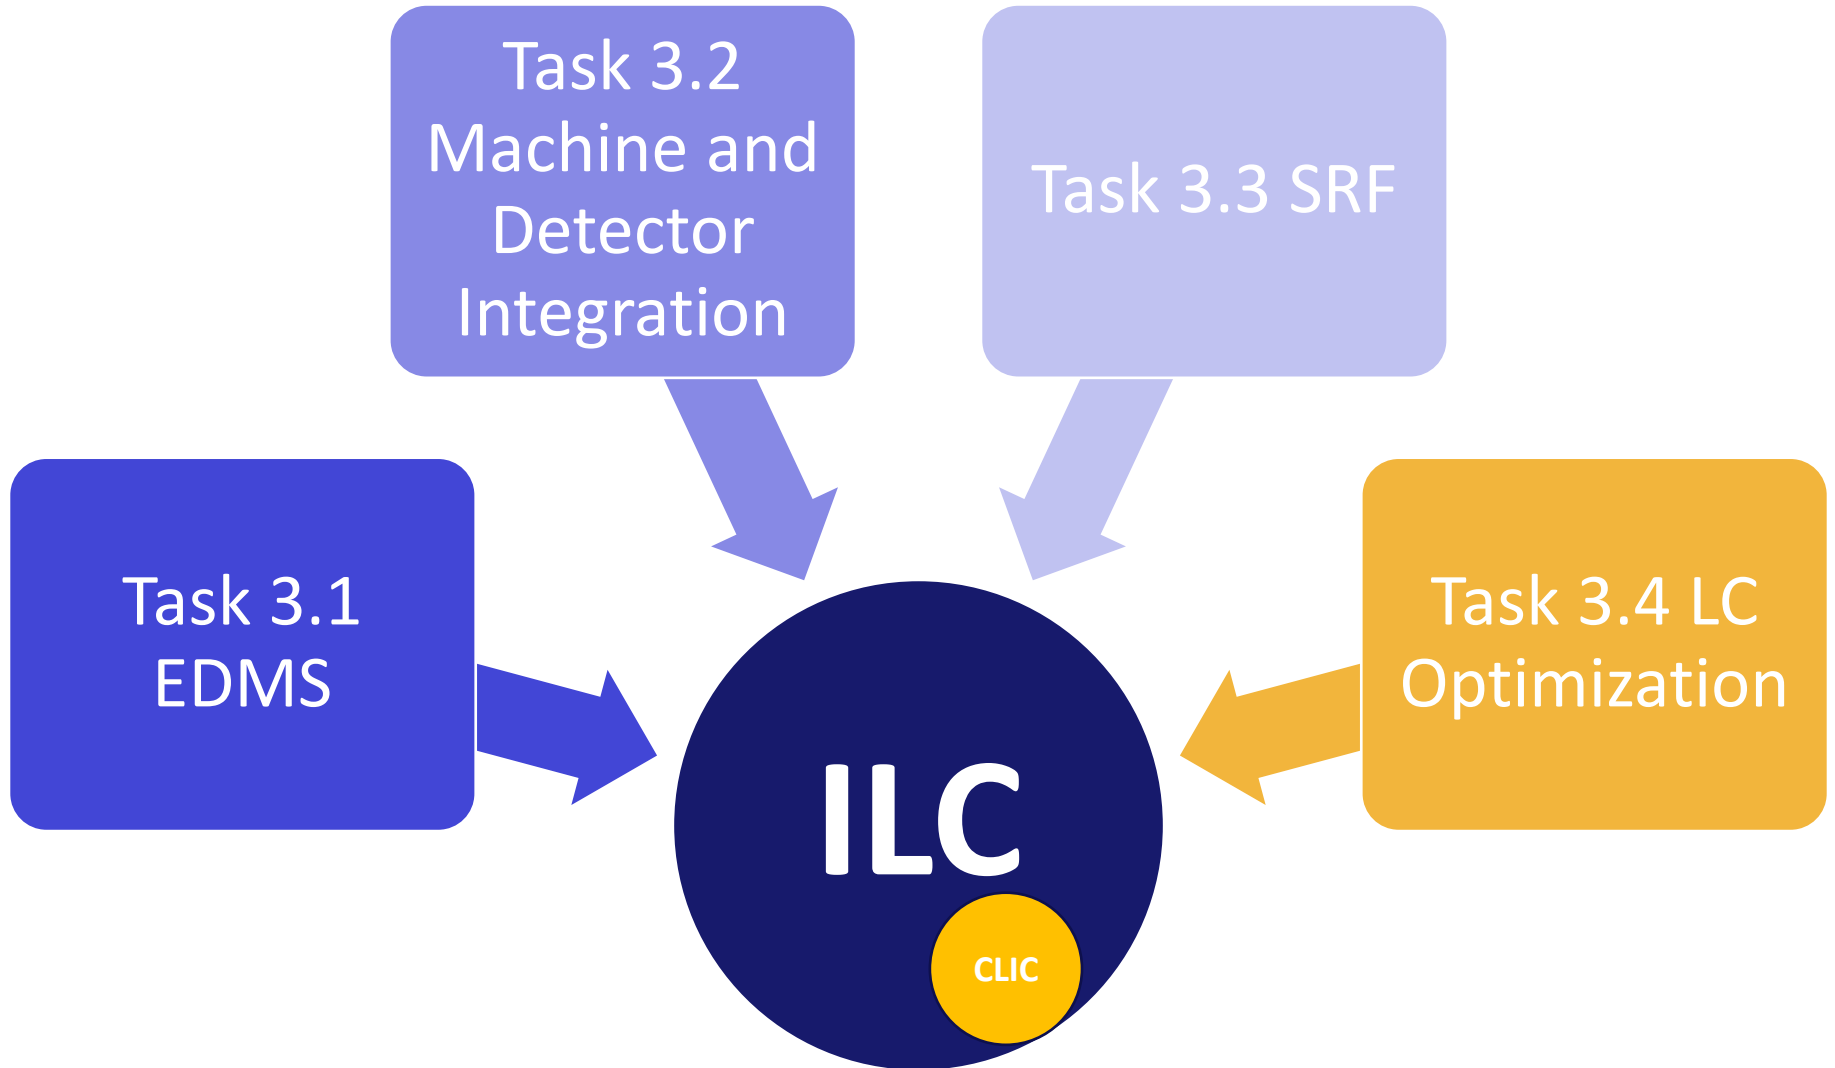 Task 3.2
Machine and
Detector
Integration
Task 3.3 SRF
Task 3.1
EDMS
Task 3.4 LC
Optimization
ILC
CLIC